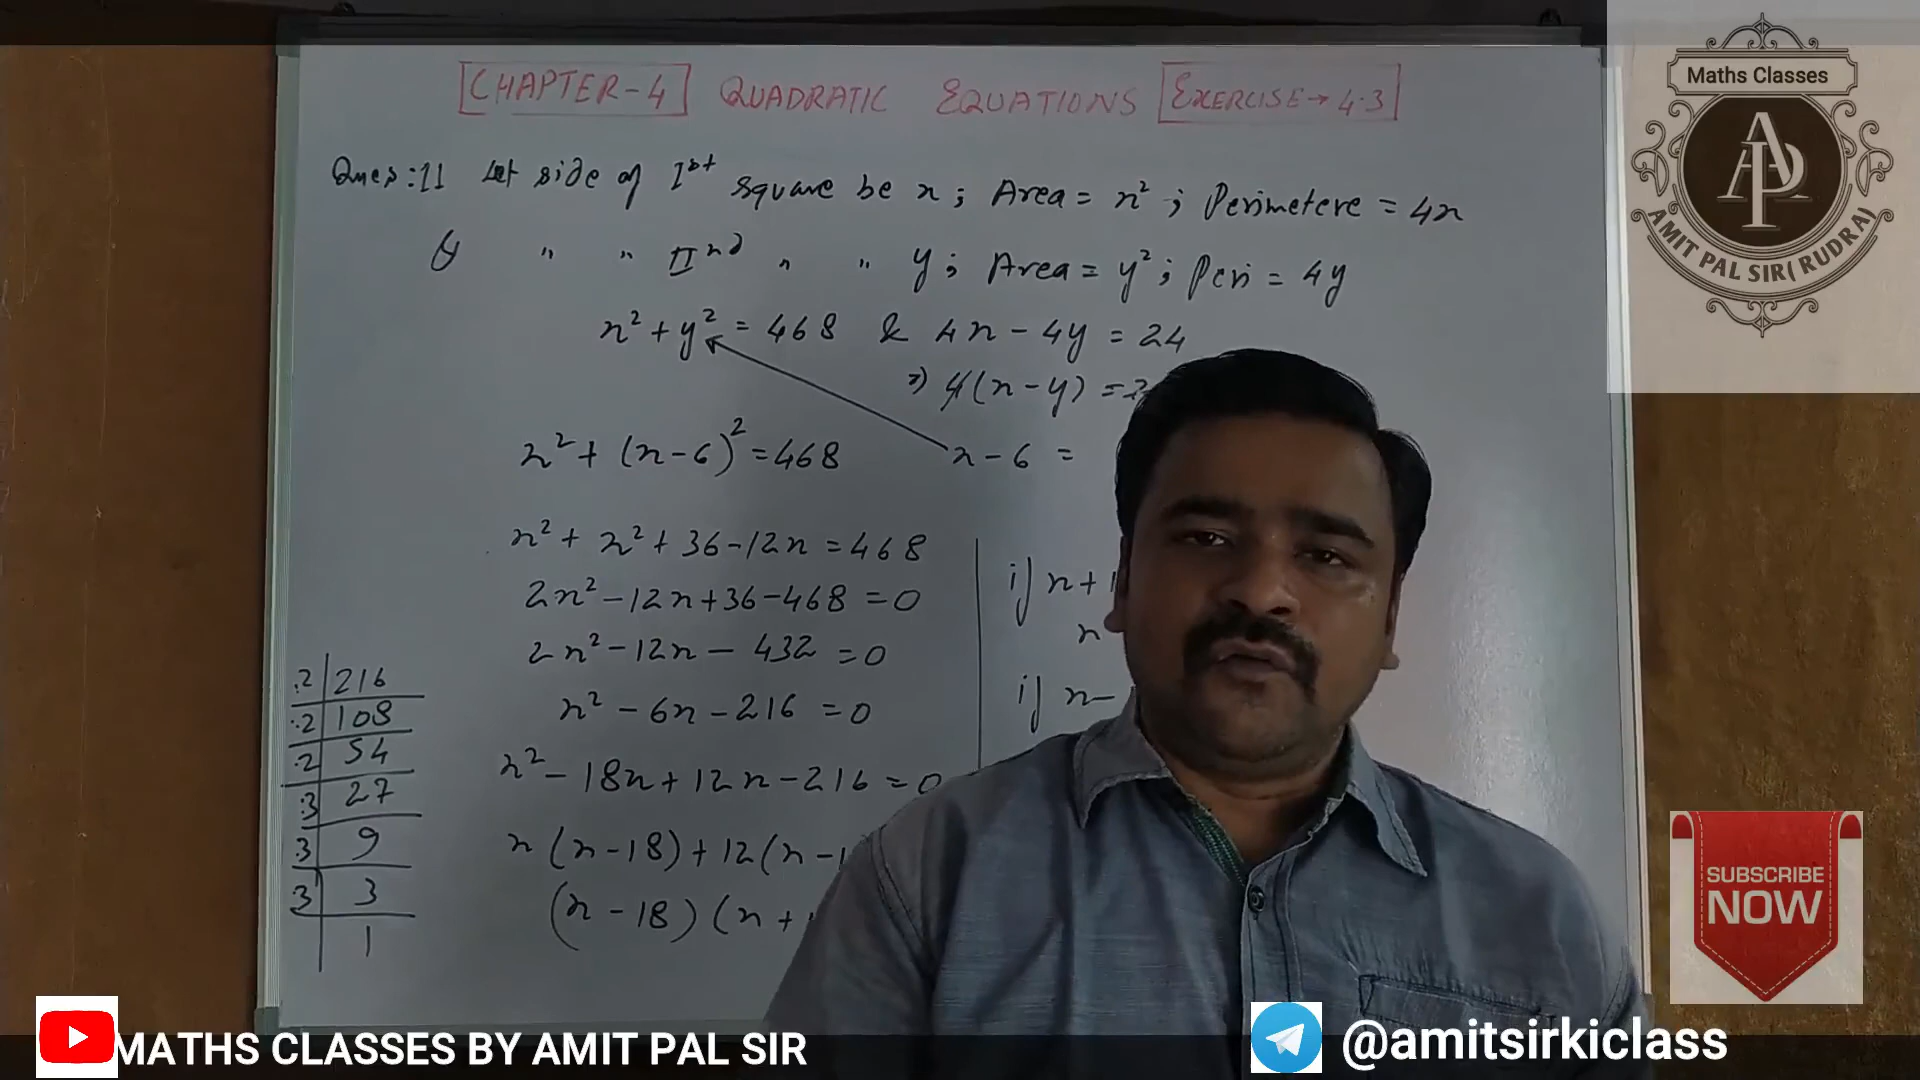 CHAPTER-4 QUADRATIC EQUATIONS EXERCISE→4.3
Ques:11 Let side of Ist square be x; Area = x²; Perimetere = 4x
" " IInd " " y; Area = y²; Peri = 4y
x² + y² = 468 & 4x - 4y = 24
⇒) 4(x - y) =
x² + (x-6)² = 468
x - 6 =
x² + x² + 36 - 12x = 468
2x² - 12x + 36 - 468 = 0
2x² - 12x - 432 = 0
x² - 6x - 216 = 0
x² - 18x + 12x - 216 = 0
x (x-18) + 12 (x-1
(x - 18) (x +
i) x + 1
x
i) x -
2 216
2 108
2 54
3 27
3 9
3 3
1
Maths Classes
AP
AMIT PAL SIR( RUDRA)
SUBSCRIBE
NOW
MATHS CLASSES BY AMIT PAL SIR
@amitsirkiclass